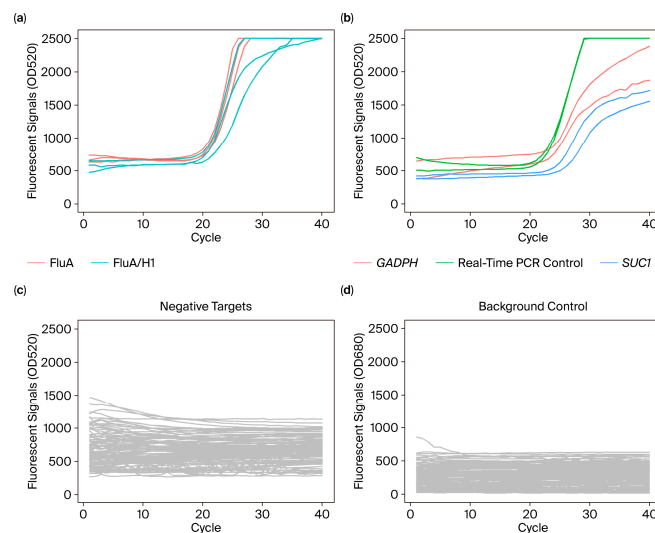 (a)
2500
2000
1500
1000
500
0
Fluorescent Signals (OD520)
0 10 20 30 40
Cycle
FluA FluA/H1
(b)
2500
2000
1500
1000
500
0
Fluorescent Signals (OD520)
0 10 20 30 40
Cycle
GADPH Real-Time PCR Control SUC1
(c)
Negative Targets
2500
2000
1500
1000
500
0
Fluorescent Signals (OD520)
0 10 20 30 40
Cycle
(d)
Background Control
2500
2000
1500
1000
500
0
Fluorescent Signals (OD680)
0 10 20 30 40
Cycle